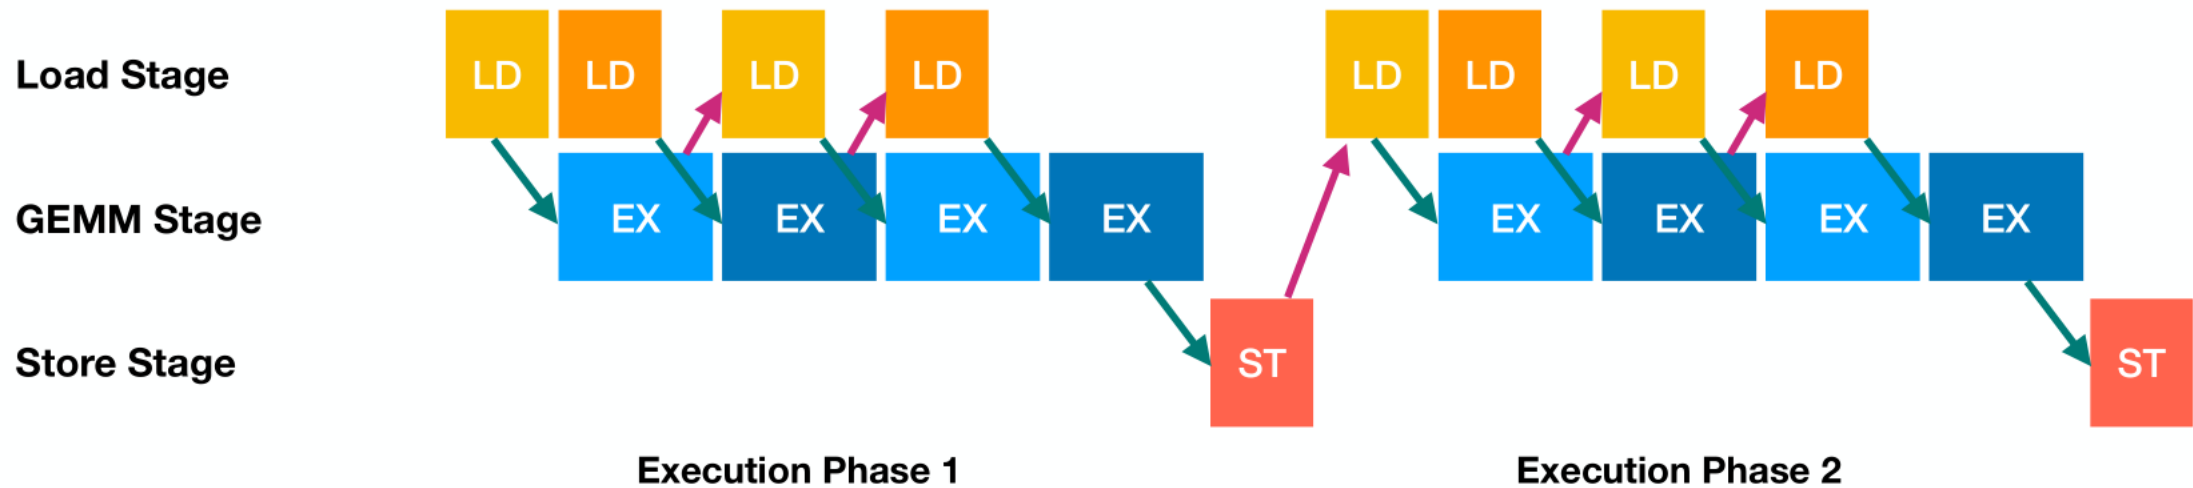 Load Stage
LD
LD
LD
LD
LD
LD
LD
LD
GEMM Stage
EX
EX
EX
EX
EX
EX
EX
EX
Store Stage
ST
ST
Execution Phase 1
Execution Phase 2